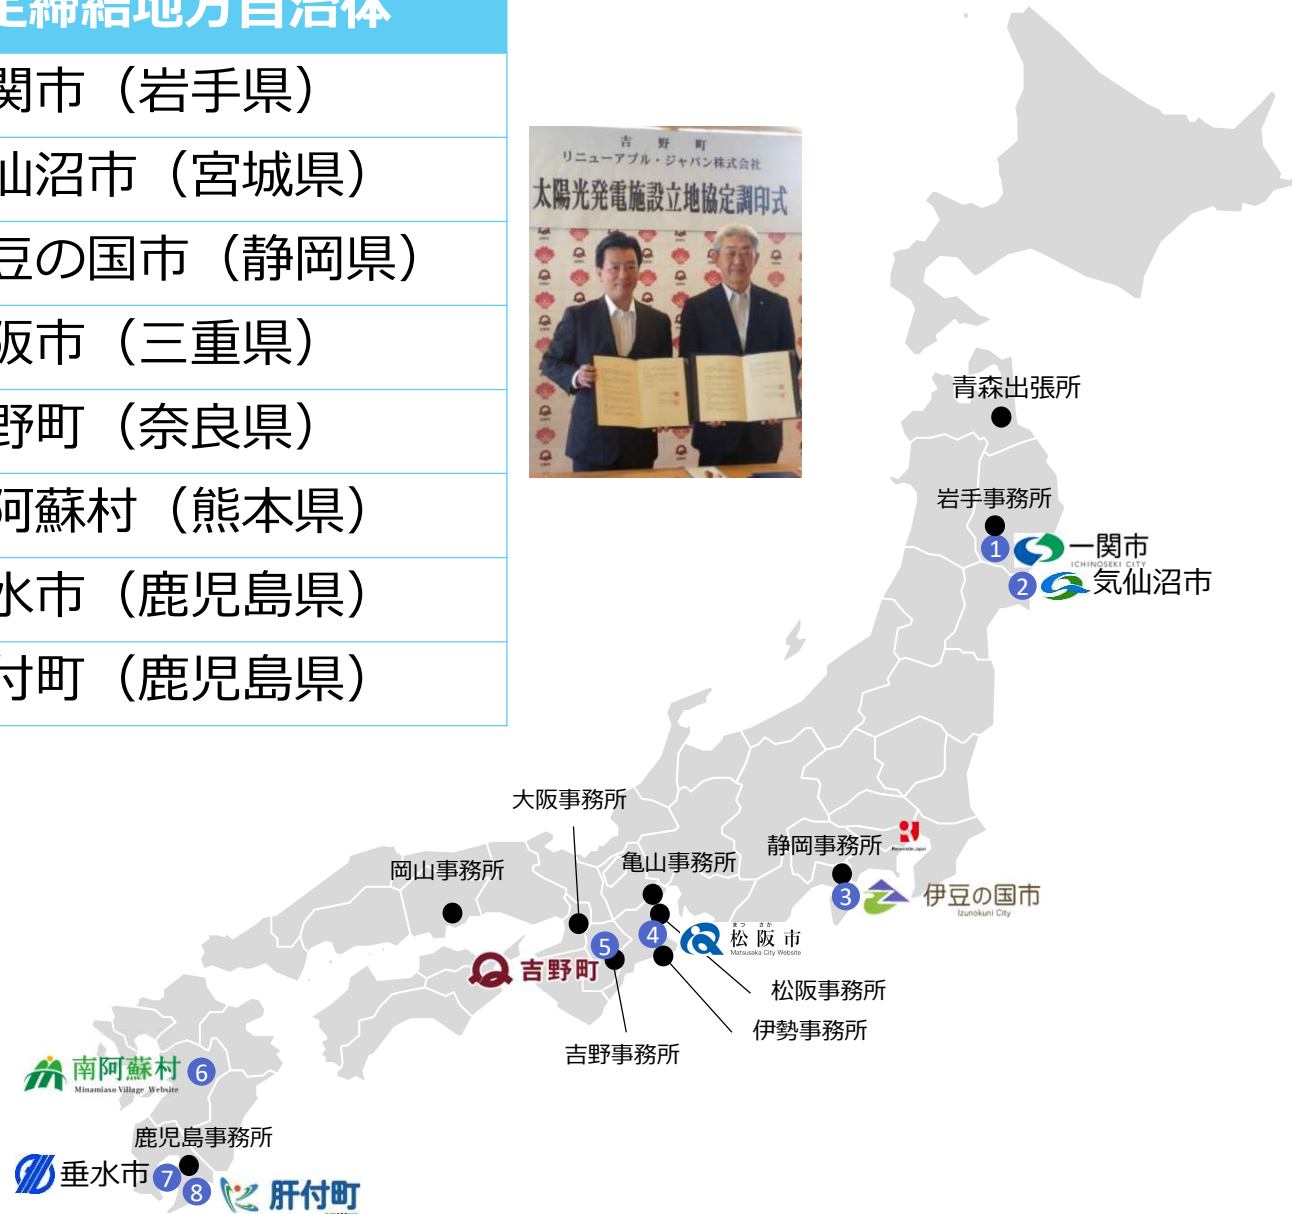 定締結地方自治体
関市（岩手県）
仙沼市（宮城県）
豆の国市（静岡県）
阪市（三重県）
野町（奈良県）
阿蘇村（熊本県）
水市（鹿児島県）
付町（鹿児島県）
吉野町
リニューアブル・ジャパン株式会社
太陽光発電施設立地協定調印式
青森出張所
岩手事務所
1
一関市
ICHINOSEKI CITY
2
気仙沼市
大阪事務所
静岡事務所
Renewable Japan
岡山事務所
亀山事務所
3
伊豆の国市
Izunokuni City
4
まつ さか
松阪市
Matsusaka City Website
5
吉野町
松阪事務所
伊勢事務所
吉野事務所
南阿蘇村
Minamiaso Village Website
6
鹿児島事務所
垂水市
7
8
肝付町